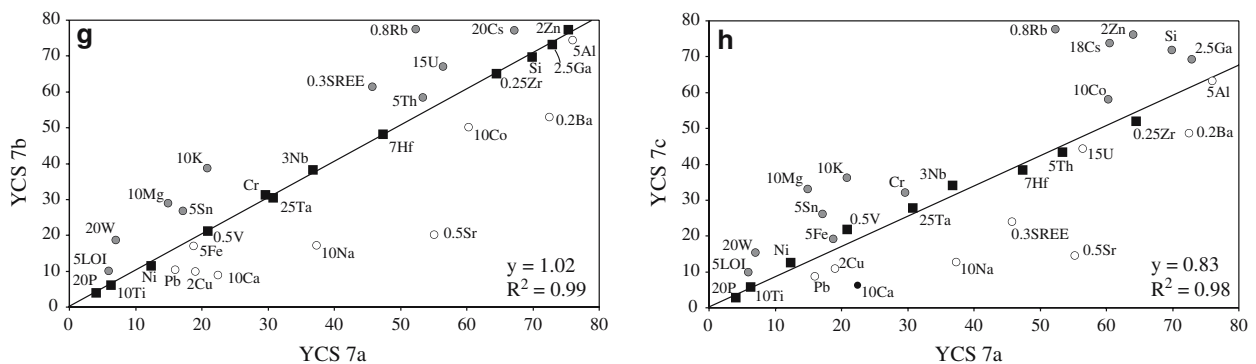 g
80
70
60
50
40
30
20
10
0
YCS 7b
0.8Rb
20Cs
2Zn
5Al
2.5Ga
15U
Si
0.3SREE
5Th
0.25Zr
0.2Ba
10Co
7Hf
10K
3Nb
Cr
10Mg
5Sn
25Ta
20W
0.5V
5Fe
0.5Sr
10Na
5LOI
Ni
Pb
2Cu
10Ca
20P
10Ti
y = 1.02
R² = 0.99
0 10 20 30 40 50 60 70 80
YCS 7a
h
80
70
60
50
40
30
20
10
0
YCS 7c
0.8Rb
2Zn
Si
18Cs
2.5Ga
10Co
5Al
0.25Zr
0.2Ba
15U
5Th
7Hf
10K
10Mg
Cr
3Nb
5Sn
25Ta
0.5V
5Fe
0.3SREE
20W
Ni
0.5Sr
5LOI
2Cu
10Na
20P
10Ti
Pb
10Ca
y = 0.83
R² = 0.98
0 10 20 30 40 50 60 70 80
YCS 7a